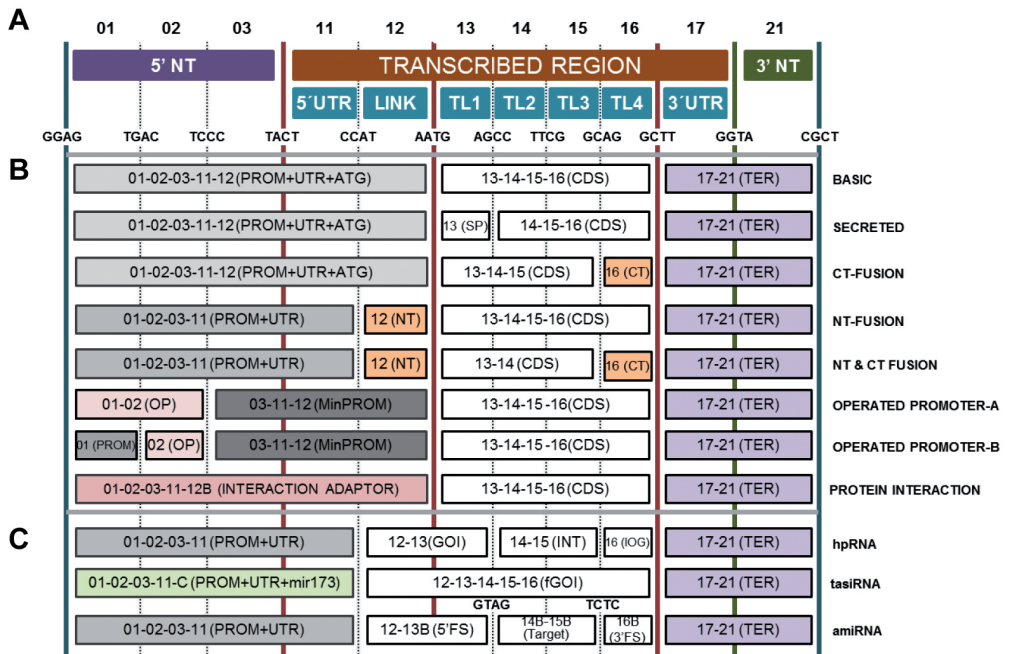 A
01 02 03 11 12 13 14 15 16 17 21
5' NT TRANSCRIBED REGION 3' NT
5´UTR LINK TL1 TL2 TL3 TL4 3´UTR
GGAG TGAC TCCC TACT CCAT AATG AGCC TTCG GCAG GCTT GGTA CGCT
B
01-02-03-11-12(PROM+UTR+ATG) 13-14-15-16(CDS) 17-21 (TER) BASIC
01-02-03-11-12(PROM+UTR+ATG) 13 (SP) 14-15-16(CDS) 17-21 (TER) SECRETED
01-02-03-11-12(PROM+UTR+ATG) 13-14-15(CDS) 16 (CT) 17-21 (TER) CT-FUSION
01-02-03-11(PROM+UTR) 12 (NT) 13-14-15-16(CDS) 17-21 (TER) NT-FUSION
01-02-03-11 (PROM+UTR) 12 (NT) 13-14(CDS) 16 (CT) 17-21 (TER) NT & CT FUSION
01-02(OP) 03-11-12(MinPROM) 13-14-15-16(CDS) 17-21 (TER) OPERATED PROMOTER-A
01 (PROM) 02 (OP) 03-11-12(MinPROM) 13-14-15-16(CDS) 17-21 (TER) OPERATED PROMOTER-B
01-02-03-11-12B (INTERACTION ADAPTOR) 13-14-15-16(CDS) 17-21 (TER) PROTEIN INTERACTION
C
01-02-03-11 (PROM+UTR) 12-13(GOI) 14-15(INT) 16 (IOG) 17-21 (TER) hpRNA
01-02-03-11-C(PROM+UTR+mir173) 12-13-14-15-16(fGOI) 17-21 (TER) tasiRNA
GTAG TCTC
01-02-03-11 (PROM+UTR) 12-13B(5'FS) 14B-15B (Target) 16B (3'FS) 17-21 (TER) amiRNA